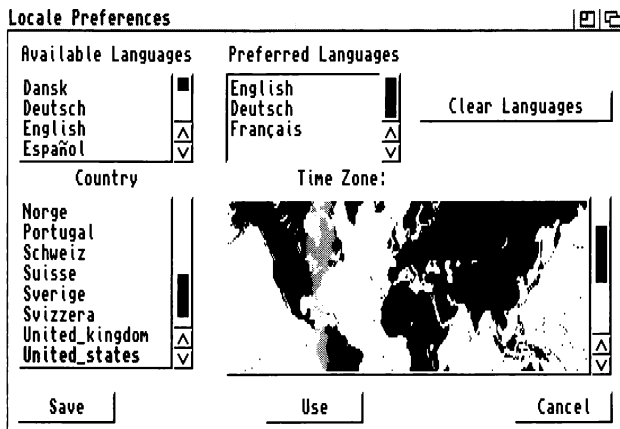 Locale Preferences
Available Languages
Dansk
Deutsch
English
Español
Preferred Languages
English
Deutsch
Français
Clear Languages
Country
Norge
Portugal
Schweiz
Suisse
Sverige
Svizzera
United_kingdom
United_states
Time Zone:
Save
Use
Cancel